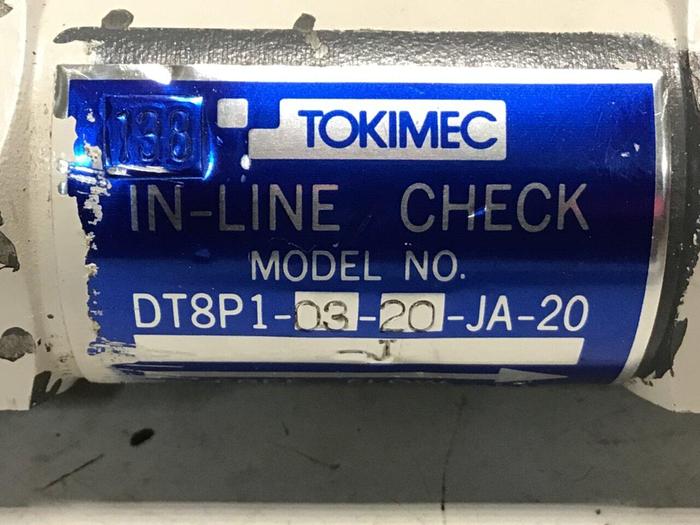 138
TOKIMEC
IN-LINE CHECK
MODEL NO.
DT8P1-03-20-JA-20
-J